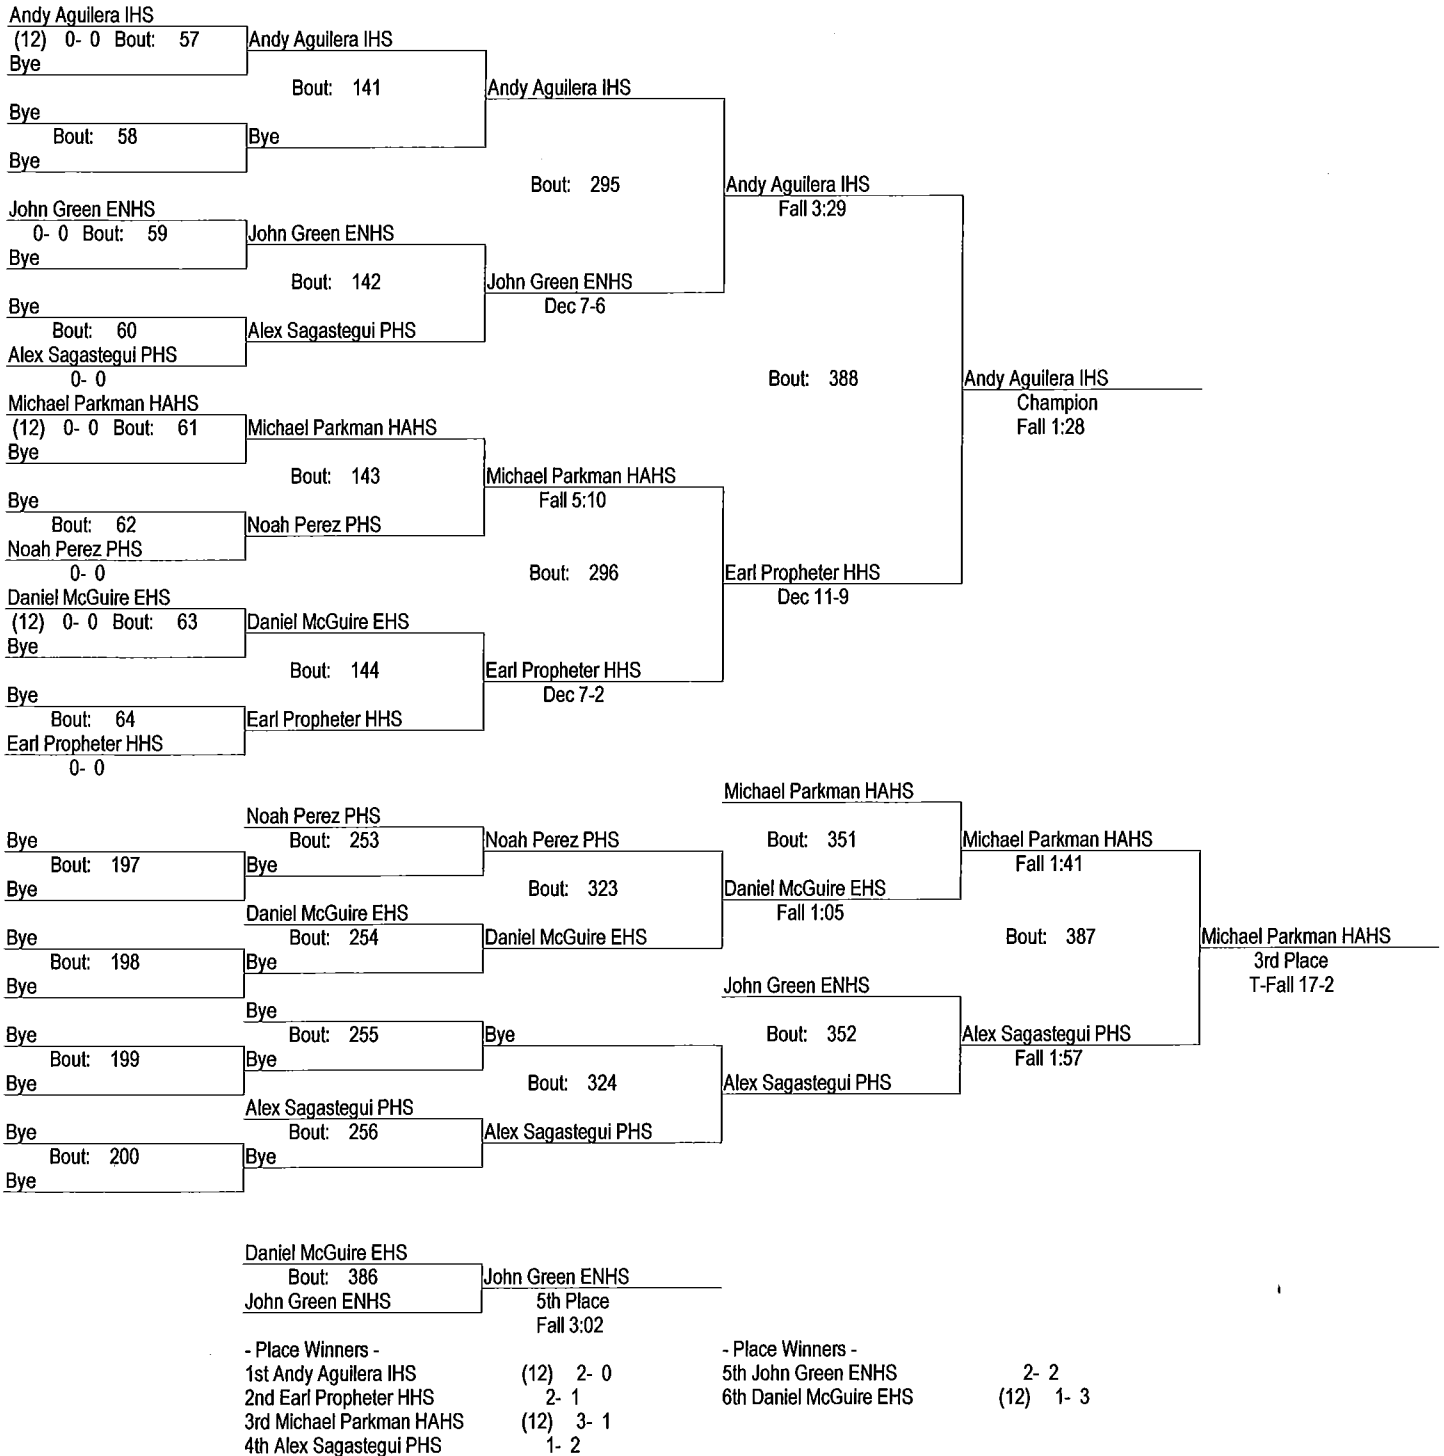 Andy Aguilera IHS
(12) 0- 0 Bout: 57
Bye
Andy Aguilera IHS
Bout: 141
Bye
Bout: 58
Bye
Bye
Andy Aguilera IHS
Bout: 295
John Green ENHS
0- 0 Bout: 59
Bye
John Green ENHS
Bout: 142
Bye
Bout: 60
Alex Sagastegui PHS
0- 0
Alex Sagastegui PHS
John Green ENHS
Dec 7-6
Andy Aguilera IHS
Fall 3:29
Bout: 388
Michael Parkman HAHS
(12) 0- 0 Bout: 61
Bye
Michael Parkman HAHS
Bout: 143
Bye
Bout: 62
Noah Perez PHS
0- 0
Noah Perez PHS
Michael Parkman HAHS
Fall 5:10
Bout: 296
Daniel McGuire EHS
(12) 0- 0 Bout: 63
Bye
Daniel McGuire EHS
Bout: 144
Bye
Bout: 64
Earl Propheter HHS
0- 0
Earl Propheter HHS
Earl Propheter HHS
Dec 7-2
Earl Propheter HHS
Dec 11-9
Andy Aguilera IHS
Champion
Fall 1:28
Bye
Bout: 197
Bye
Noah Perez PHS
Bout: 253
Bye
Noah Perez PHS
Bout: 323
Bye
Bout: 198
Bye
Daniel McGuire EHS
Bout: 254
Bye
Daniel McGuire EHS
Michael Parkman HAHS
Bout: 351
Daniel McGuire EHS
Fall 1:05
Michael Parkman HAHS
Fall 1:41
Bout: 387
Bye
Bout: 199
Bye
Bye
Bout: 255
Bye
Bye
Bout: 324
Bye
Bout: 200
Bye
Alex Sagastegui PHS
Bout: 256
Bye
Alex Sagastegui PHS
John Green ENHS
Bout: 352
Alex Sagastegui PHS
Alex Sagastegui PHS
Fall 1:57
Michael Parkman HAHS
3rd Place
T-Fall 17-2
Daniel McGuire EHS
Bout: 386
John Green ENHS
John Green ENHS
5th Place
Fall 3:02
- Place Winners -
1st Andy Aguilera IHS (12) 2- 0
2nd Earl Propheter HHS 2- 1
3rd Michael Parkman HAHS (12) 3- 1
4th Alex Sagastegui PHS 1- 2
- Place Winners -
5th John Green ENHS 2- 2
6th Daniel McGuire EHS (12) 1- 3